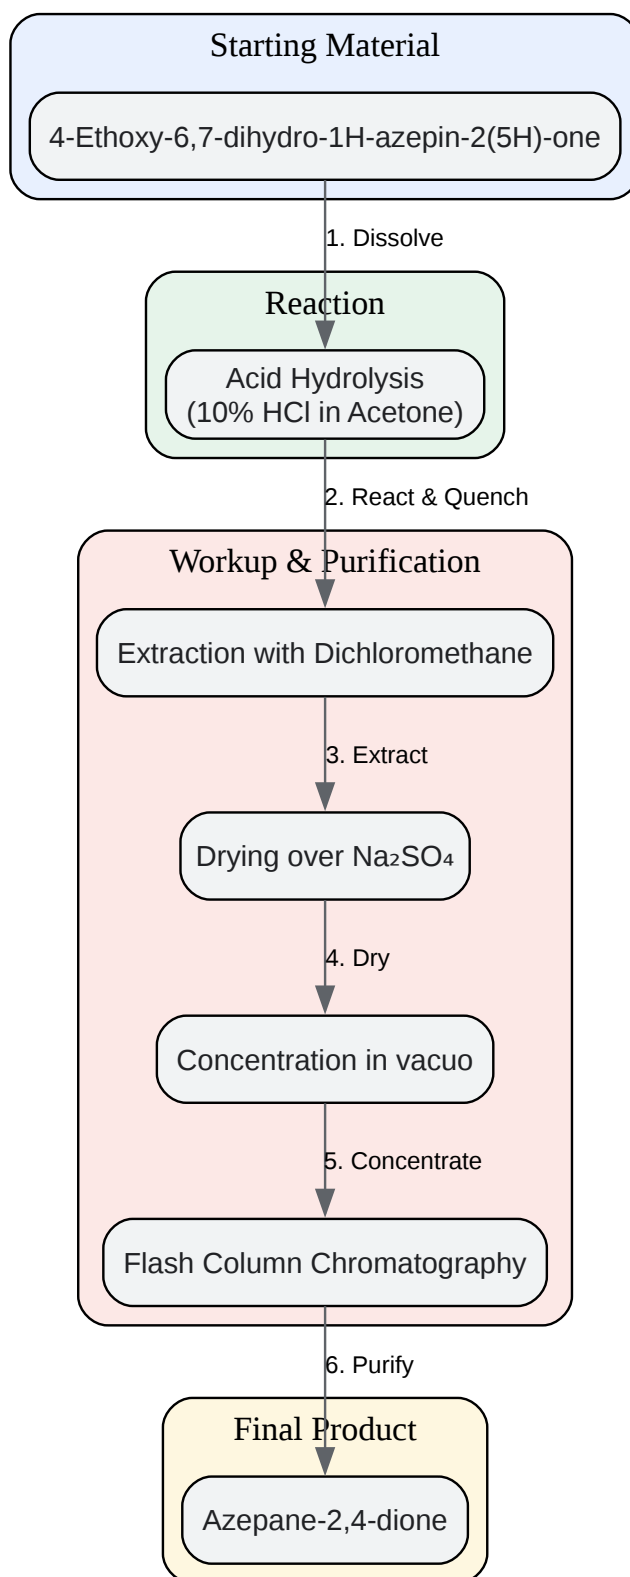 Starting Material
4-Ethoxy-6,7-dihydro-1H-azepin-2(5H)-one
1. Dissolve
Reaction
Acid Hydrolysis
(10% HCl in Acetone)
2. React & Quench
Workup & Purification
Extraction with Dichloromethane
3. Extract
Drying over Na₂SO₄
4. Dry
Concentration in vacuo
5. Concentrate
Flash Column Chromatography
6. Purify
Final Product
Azepane-2,4-dione